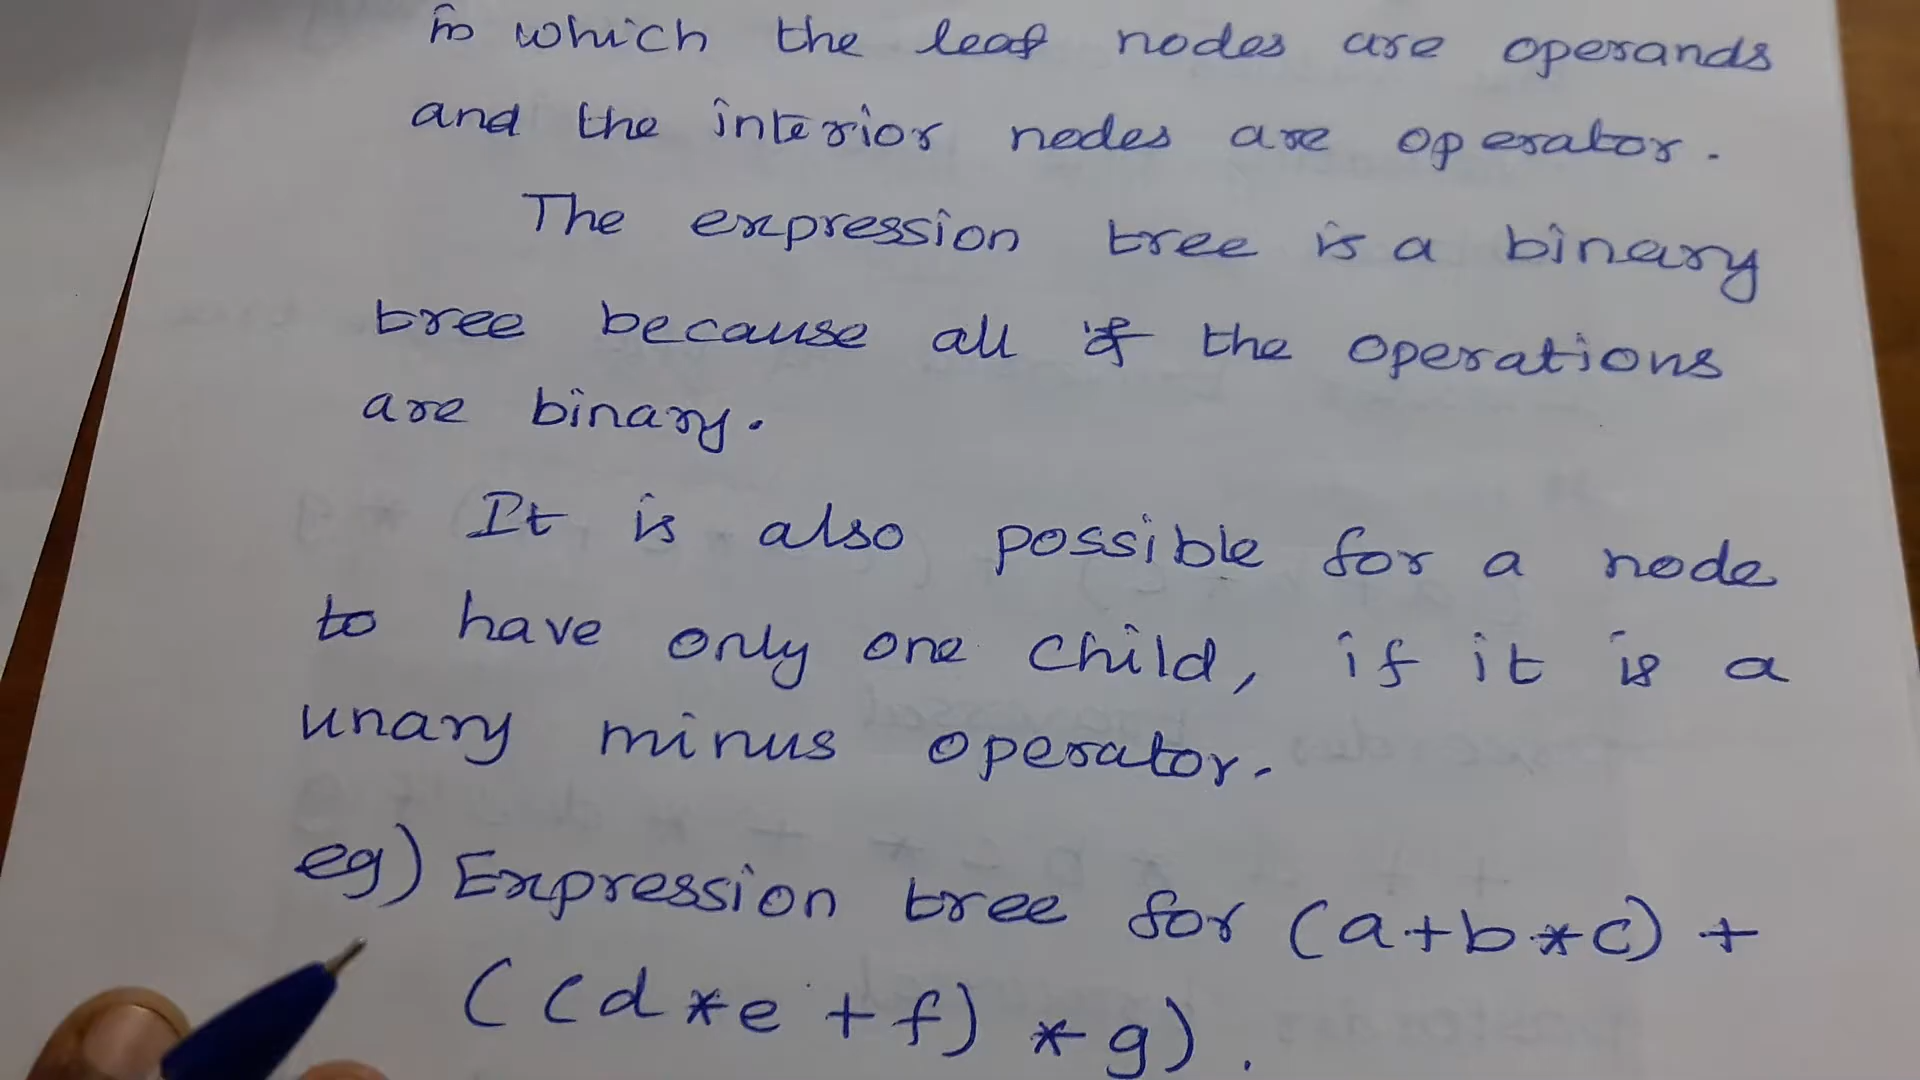 in which the leaf nodes are operands
and the interior nodes are operator.
The expression tree is a binary
tree because all of the operations
are binary.
It is also possible for a node
to have only one child, if it is a
unary minus operator.
eg) Expression tree for (a+b*c) +
((d*e+f) *g).